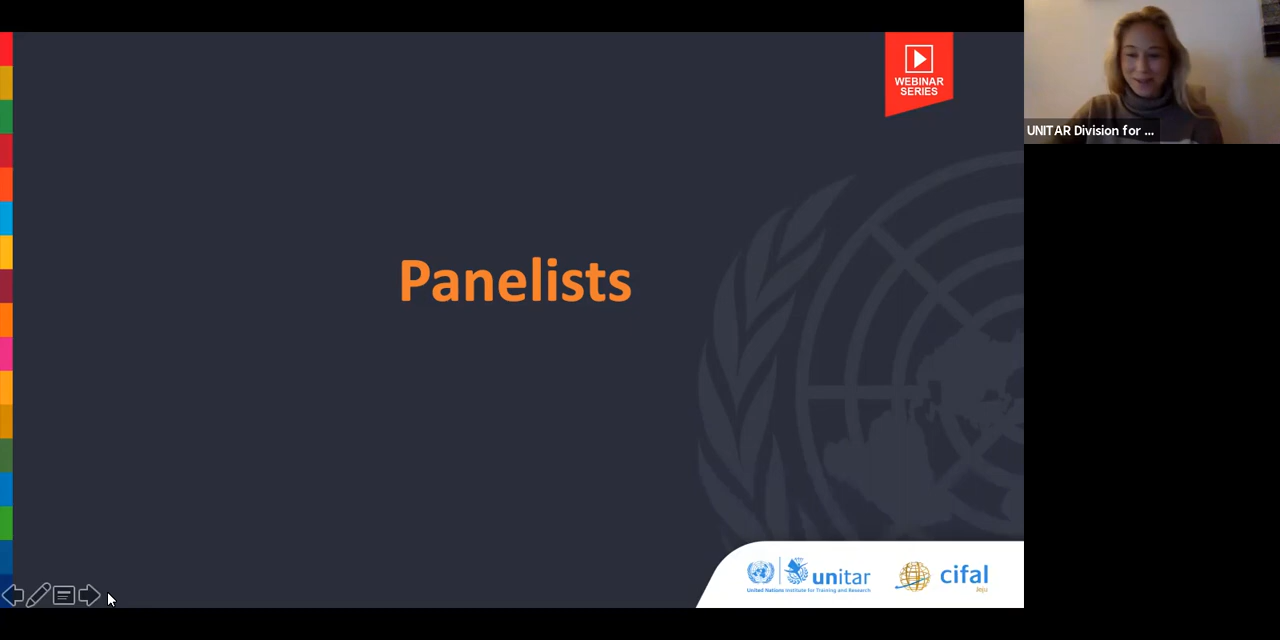 WEBINAR
SERIES
UNITAR Division for ...
Panelists
unitar
United Nations Institute for Training and Research
cifal